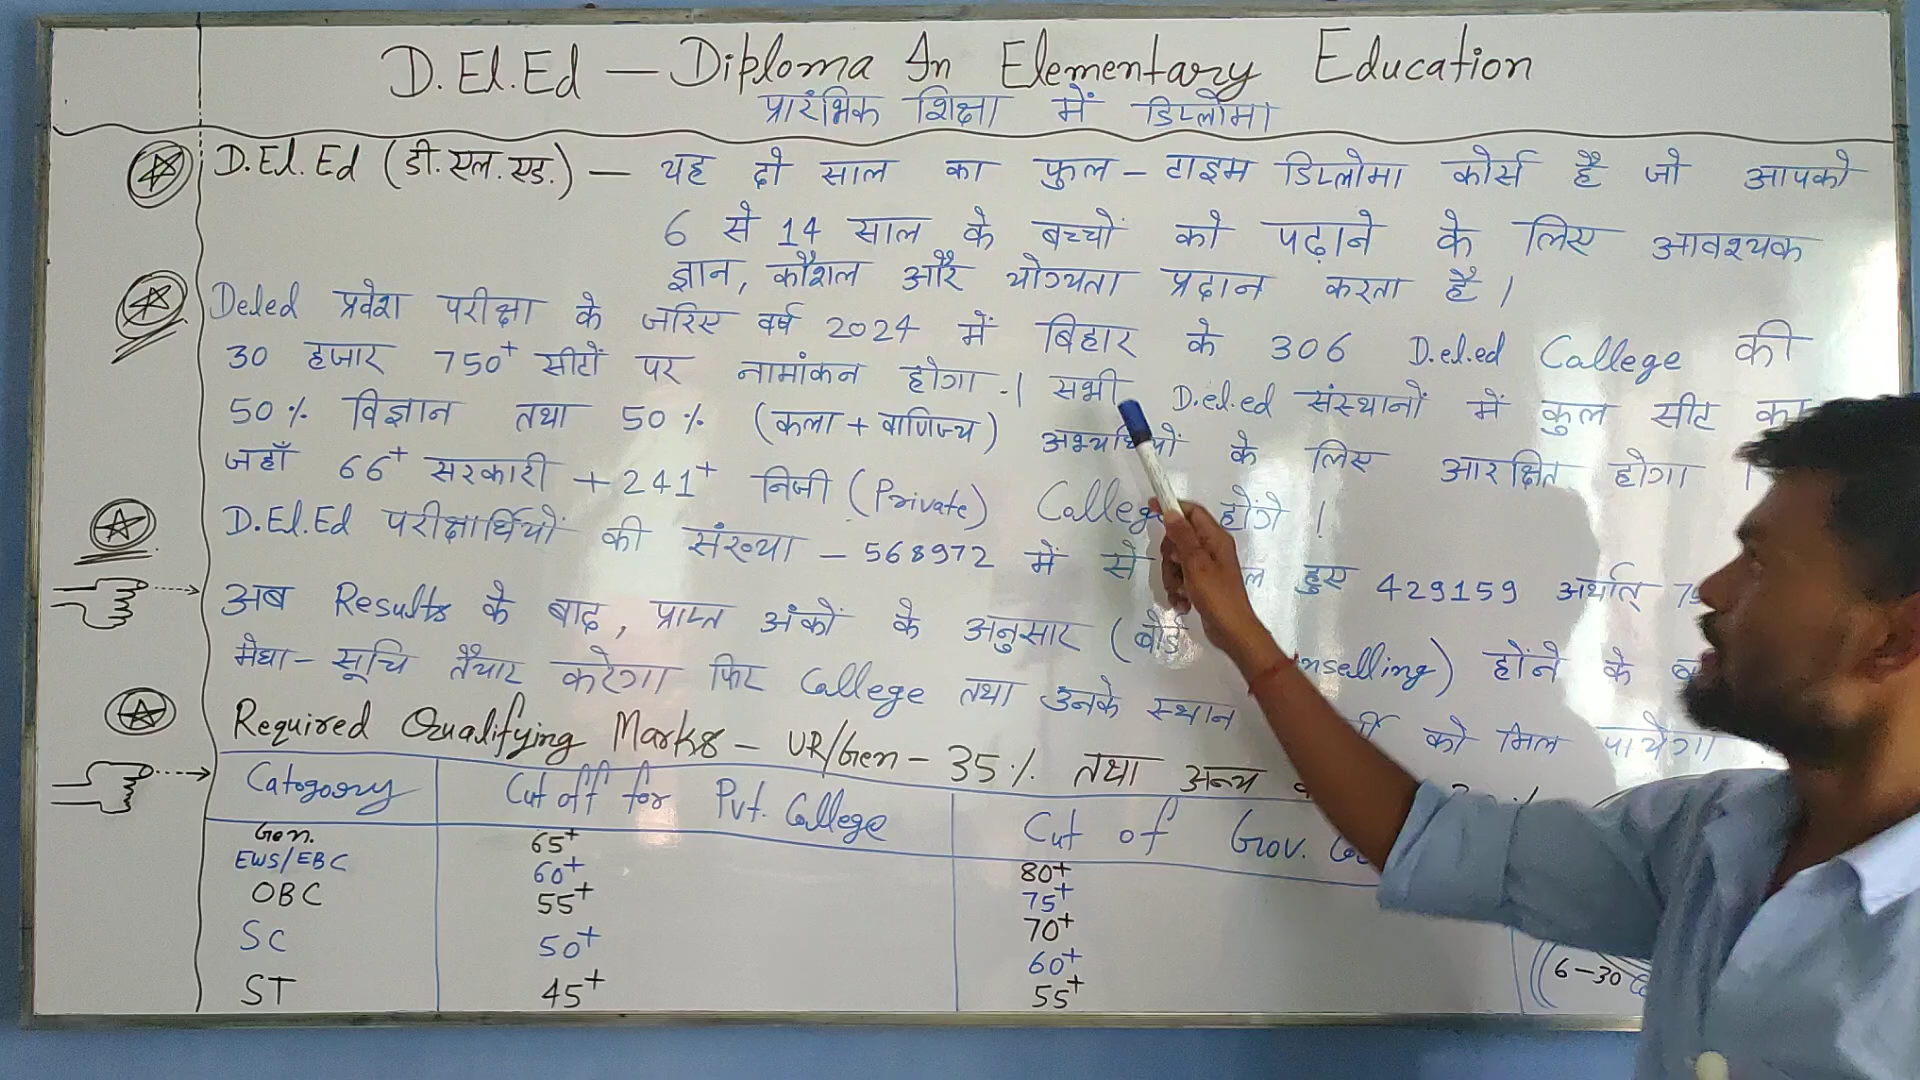 D.El.Ed — Diploma In Elementary Education
प्रारंभिक शिक्षा में डिप्लोमा
D.El.Ed (डी.एल.एड.) — यह दो साल का फुल - टाइम डिप्लोमा कोर्स है जो आपको
6 से 14 साल के बच्चों को पढ़ाने के लिए आवश्यक
ज्ञान, कौशल और योग्यता प्रदान करता है।
Deled प्रवेश परीक्षा के जरिए वर्ष 2024 में बिहार के 306 D.el.ed College की
30 हजार 750+ सीटों पर नामांकन होगा -। सभी D.el.ed संस्थानों में कुल सीट का
50% विज्ञान तथा 50% (कला + वाणिज्य) अभ्यर्थियों के लिए आरक्षित होगा।
जहाँ 66+ सरकारी + 241+ निजी (Private) College होंगे।
D.El.Ed परीक्षार्थियों की संख्या - 568972 में से हुए 429159 अर्थात्
अब Results के बाद, प्राप्त अंकों के अनुसार (बोर्ड nselling) होंने के
मेघा - सूचि तैयार करेगा फिर College तथा उनके स्थान को मिल पायेगा
Required Qualifying Marks - UR/Gen - 35% तथा अन्य
Catogoory Cut off for Pvt. College Cut of Grov.
Gen. 65+ 80+
EWS/EBC 60+ 75+
OBC 55+ 70+
SC 50+ 60+
ST 45+ 55+
6-30